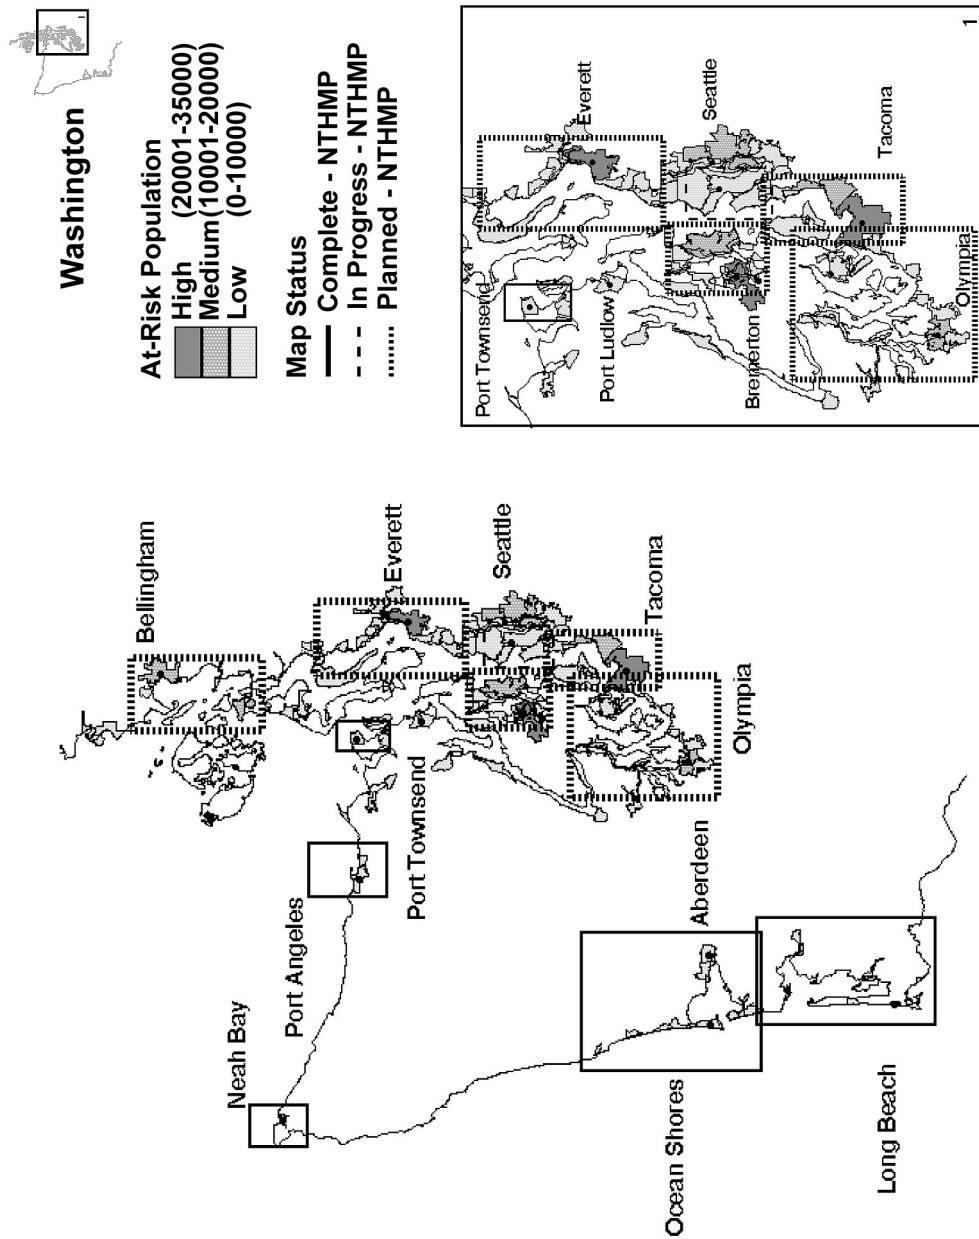 Washington
At-Risk Population
High (20001-35000)
Medium (10001-20000)
Low (0-10000)
Map Status
Complete - NTHMP
In Progress - NTHMP
Planned - NTHMP
Bellingham
Neah Bay
Port Angeles
Port Townsend
Everett
Seattle
Tacoma
Olympia
Aberdeen
Ocean Shores
Long Beach
Port Townsend
Everett
Port Ludlow
Seattle
Bremerton
Tacoma
Olympia
1